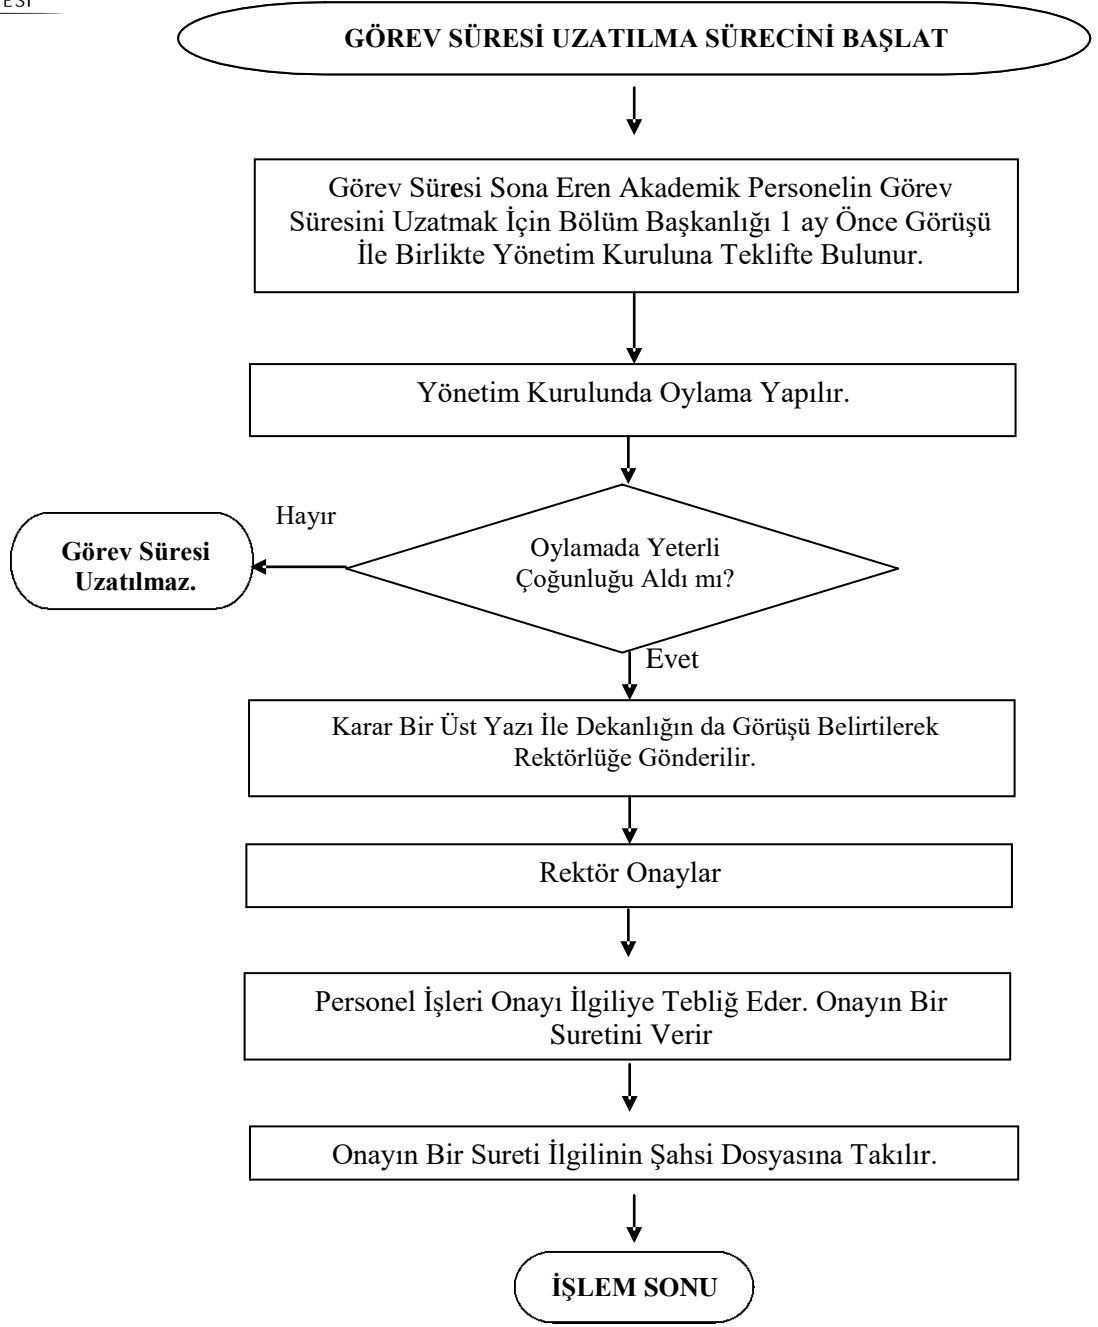 GÖREV SÜRESİ UZATILMA SÜRECİNİ BAŞLAT
Görev Süresi Sona Eren Akademik Personelin Görev
Süresini Uzatmak İçin Bölüm Başkanlığı 1 ay Önce Görüşü
İle Birlikte Yönetim Kuruluna Teklifte Bulunur.
Yönetim Kurulunda Oylama Yapılır.
Hayır
Görev Süresi
Uzatılmaz.
Oylamada Yeterli
Çoğunluğu Aldı mı?
Evet
Karar Bir Üst Yazı İle Dekanlığın da Görüşü Belirtilerek
Rektörlüğe Gönderilir.
Rektör Onaylar
Personel İşleri Onayı İlgiliye Tebliğ Eder. Onayın Bir
Suretini Verir
Onayın Bir Sureti İlgilinin Şahsi Dosyasına Takılır.
İŞLEM SONU